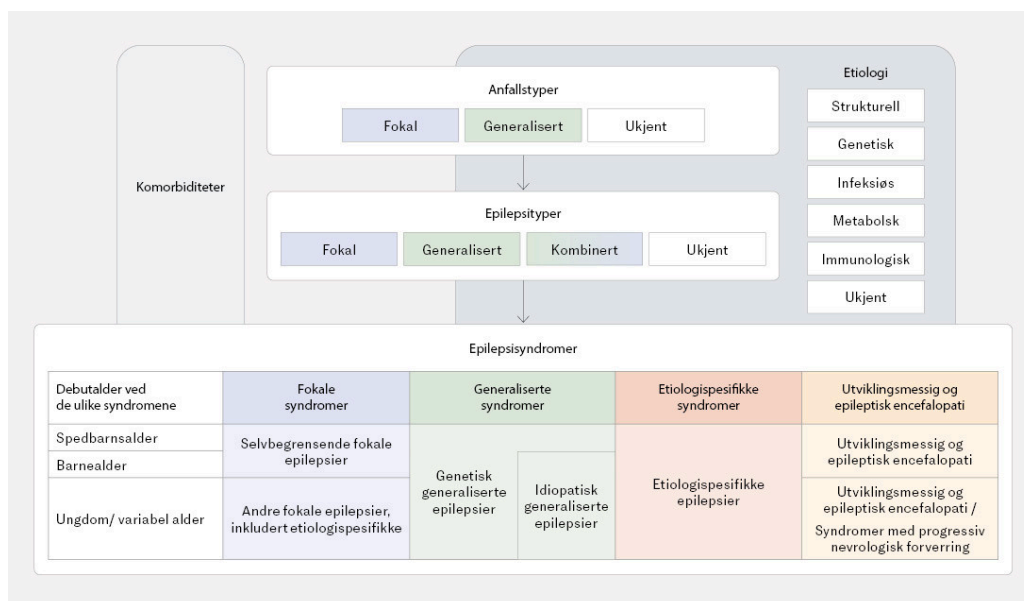 Komorbiditeter
Anfallstyper
Fokal
Generalisert
Ukjent
Epilepsityper
Fokal
Generalisert
Kombinert
Ukjent
Etiologi
Strukturell
Genetisk
Infeksiøs
Metabolsk
Immunologisk
Ukjent
Epilepsisyndromer
Debutalder ved
de ulike syndromene
Fokale
syndromer
Generaliserte
syndromer
Etiologispesifikke
syndromer
Utviklingsmessig og
epileptisk encefalopati
Spedbarnsalder
Barnealder
Ungdom/ variabel alder
Selvbegrensende fokale
epilepsier
Andre fokale epilepsier,
inkludert etiologispesifikke
Genetisk
generaliserte
epilepsier
Idiopatisk
generaliserte
epilepsier
Etiologispesifikke
epilepsier
Utviklingsmessig og
epileptisk encefalopati
Utviklingsmessig og
epileptisk encefalopati /
Syndromer med progressiv
nevrologisk forverring